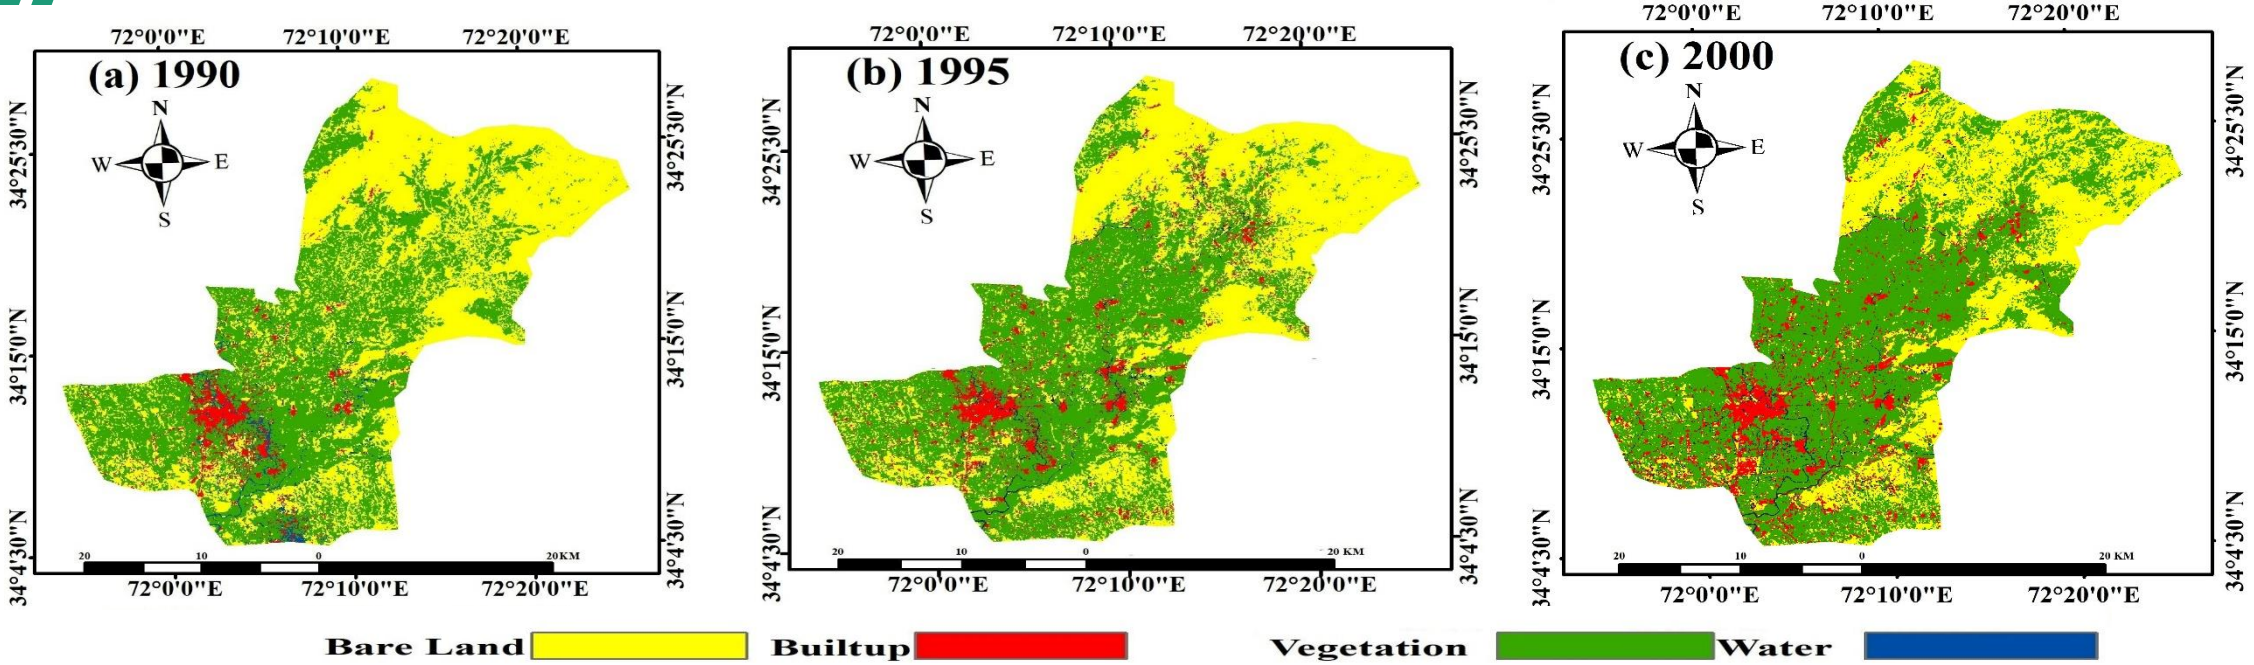 72°0'0"E 72°10'0"E 72°20'0"E
(a) 1990
N
W E
S
34°25'30"N
34°15'0"N
34°4'30"N
34°25'30"N
34°15'0"N
34°4'30"N
20 10 0 20 KM
72°0'0"E 72°10'0"E 72°20'0"E
72°0'0"E 72°10'0"E 72°20'0"E
(b) 1995
N
W E
S
34°25'30"N
34°15'0"N
34°4'30"N
34°25'30"N
34°15'0"N
34°4'30"N
20 10 0 20 KM
72°0'0"E 72°10'0"E 72°20'0"E
72°0'0"E 72°10'0"E 72°20'0"E
(c) 2000
N
W E
S
34°25'30"N
34°15'0"N
34°4'30"N
34°25'30"N
34°15'0"N
34°4'30"N
20 10 0 20 KM
72°0'0"E 72°10'0"E 72°20'0"E
Bare Land Builtup Vegetation Water